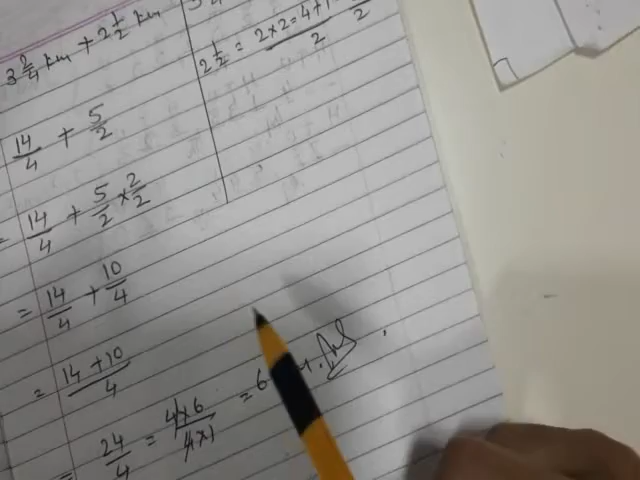 3 2/4 km + 2 1/2 km
2 1/2 = 2×2=4+1 / 2
14/4 + 5/2
= 14/4 + 5/2 × 2/2
= 14/4 + 10/4
= 14+10 / 4
= 24/4 = 4×6 / 4×1 = 6